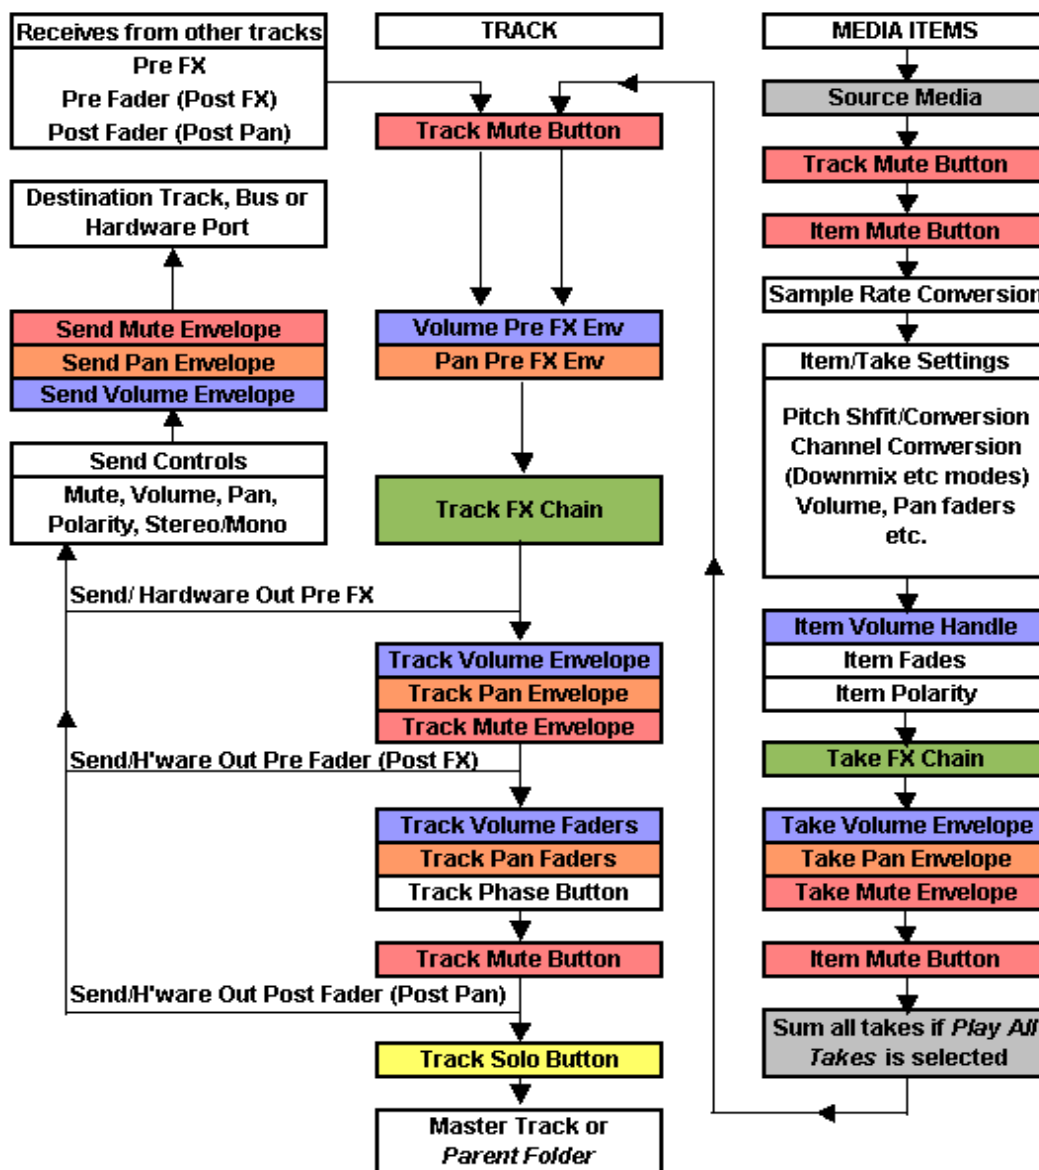 Receives from other tracks
Pre FX
Pre Fader (Post FX)
Post Fader (Post Pan)
Destination Track, Bus or
Hardware Port
Send Mute Envelope
Send Pan Envelope
Send Volume Envelope
Send Controls
Mute, Volume, Pan,
Polarity, Stereo/Mono
Send/ Hardware Out Pre FX
Send/H'ware Out Pre Fader (Post FX)
Send/H'ware Out Post Fader (Post Pan)
TRACK
Track Mute Button
Volume Pre FX Env
Pan Pre FX Env
Track FX Chain
Track Volume Envelope
Track Pan Envelope
Track Mute Envelope
Track Volume Faders
Track Pan Faders
Track Phase Button
Track Mute Button
Track Solo Button
Master Track or
Parent Folder
MEDIA ITEMS
Source Media
Track Mute Button
Item Mute Button
Sample Rate Conversion
Item/Take Settings
Pitch Shfit/Conversion
Channel Comversion
(Downmix etc modes)
Volume, Pan faders
etc.
Item Volume Handle
Item Fades
Item Polarity
Take FX Chain
Take Volume Envelope
Take Pan Envelope
Take Mute Envelope
Item Mute Button
Sum all takes if Play All
Takes is selected